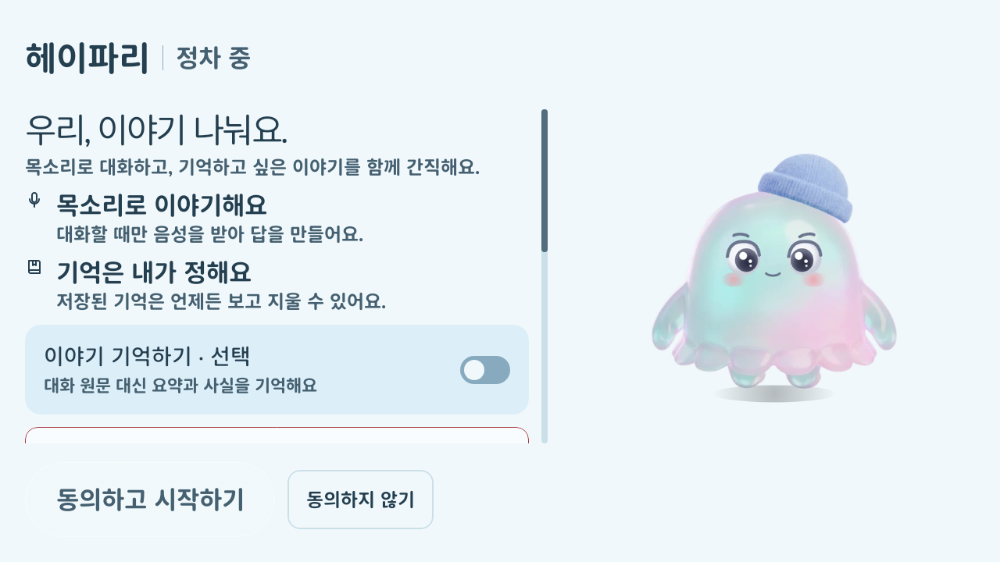 헤이파리 정차 중
우리, 이야기 나눠요.
목소리로 대화하고, 기억하고 싶은 이야기를 함께 간직해요.
목소리로 이야기해요
대화할 때만 음성을 받아 답을 만들어요.
기억은 내가 정해요
저장된 기억은 언제든 보고 지울 수 있어요.
이야기 기억하기 · 선택
대화 원문 대신 요약과 사실을 기억해요
동의하고 시작하기 동의하지 않기